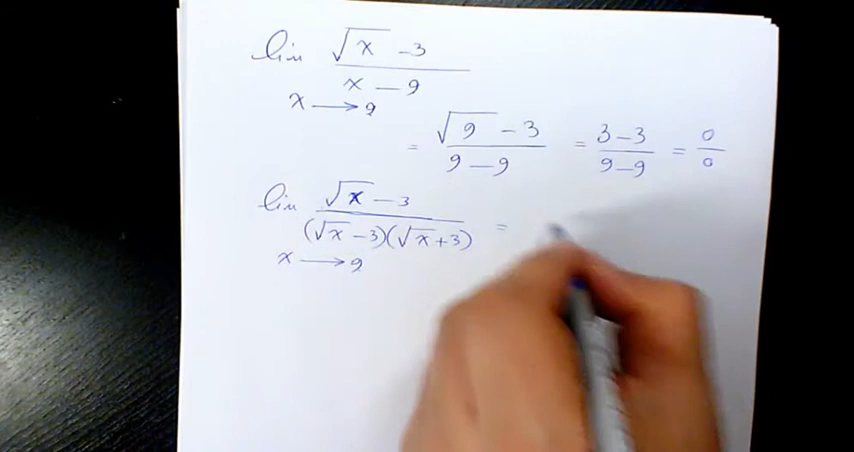 lim √x - 3
x - 9
x → 9
= √9 - 3 / 9 - 9 = 3 - 3 / 9 - 9 = 0 / 0
lim √x - 3
(√x - 3)(√x + 3) =
x → 9